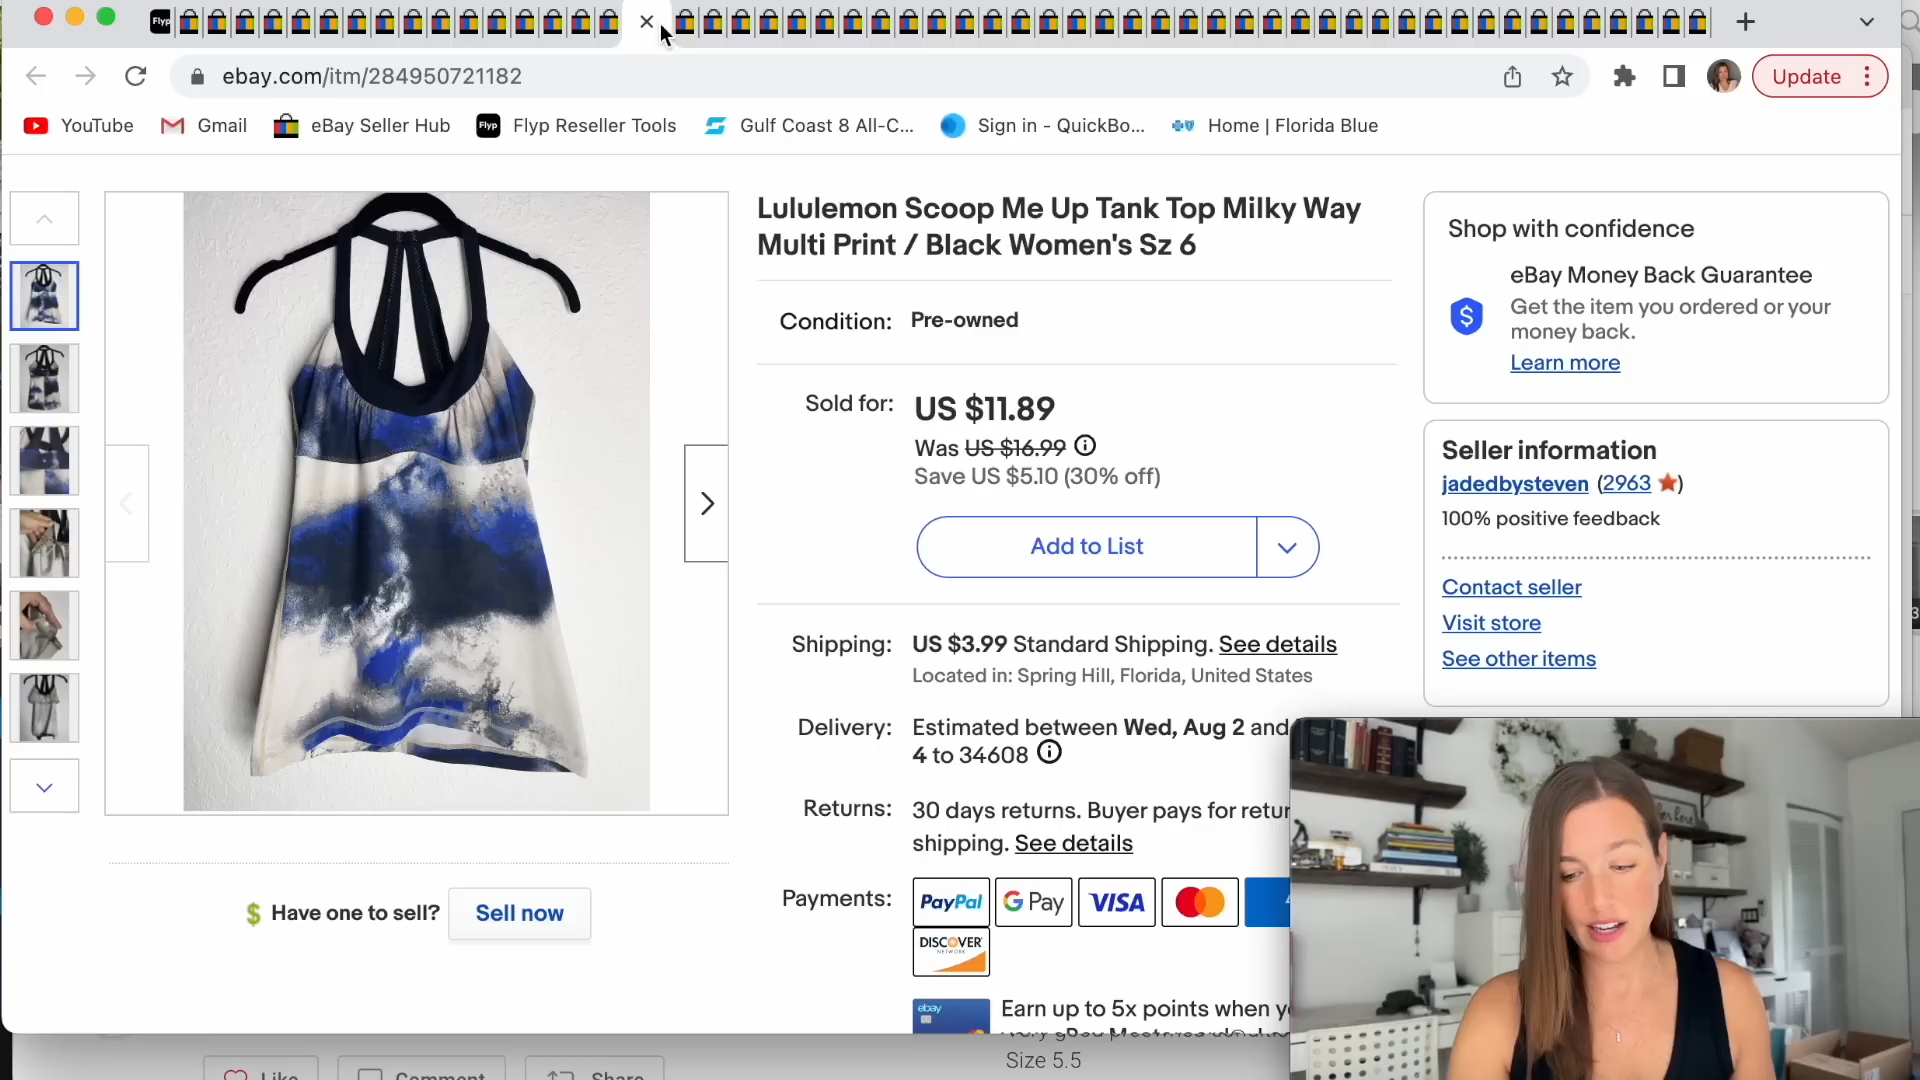 Flyp
ebay.com/itm/284950721182
Update
YouTube
Gmail
eBay Seller Hub
Flyp
Flyp Reseller Tools
Gulf Coast 8 All-C...
Sign in - QuickBo...
Home | Florida Blue
Lululemon Scoop Me Up Tank Top Milky Way
Multi Print / Black Women's Sz 6
Condition: Pre-owned
Sold for: US $11.89
Was US $16.99
Save US $5.10 (30% off)
Add to List
Shipping: US $3.99 Standard Shipping. See details
Located in: Spring Hill, Florida, United States
Delivery: Estimated between Wed, Aug 2 and
4 to 34608
Returns: 30 days returns. Buyer pays for retur
shipping. See details
Payments: PayPal G Pay VISA
DISCOVER
NETWORK
ebay
Earn up to 5x points when y
Shop with confidence
eBay Money Back Guarantee
Get the item you ordered or your
money back.
Learn more
Seller information
jadedbysteven (2963)
100% positive feedback
Contact seller
Visit store
See other items
Have one to sell? Sell now
Size 5.5
Like
Comment
Share